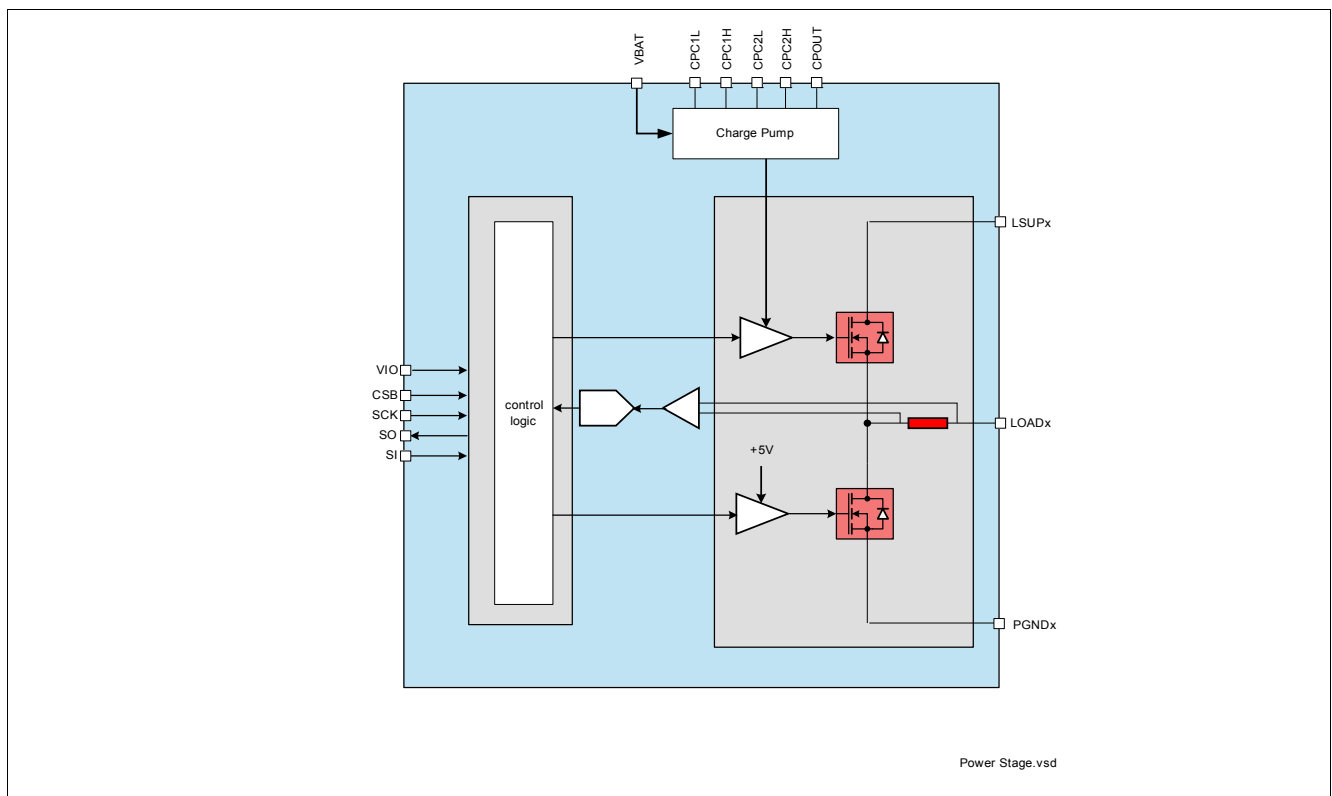 VBAT
CPC1L
CPC1H
CPC2L
CPC2H
CPOUT
Charge Pump
LSUPx
VIO
CSB
SCK
SO
SI
control
logic
LOADx
+5V
PGNDx
Power Stage.vsd